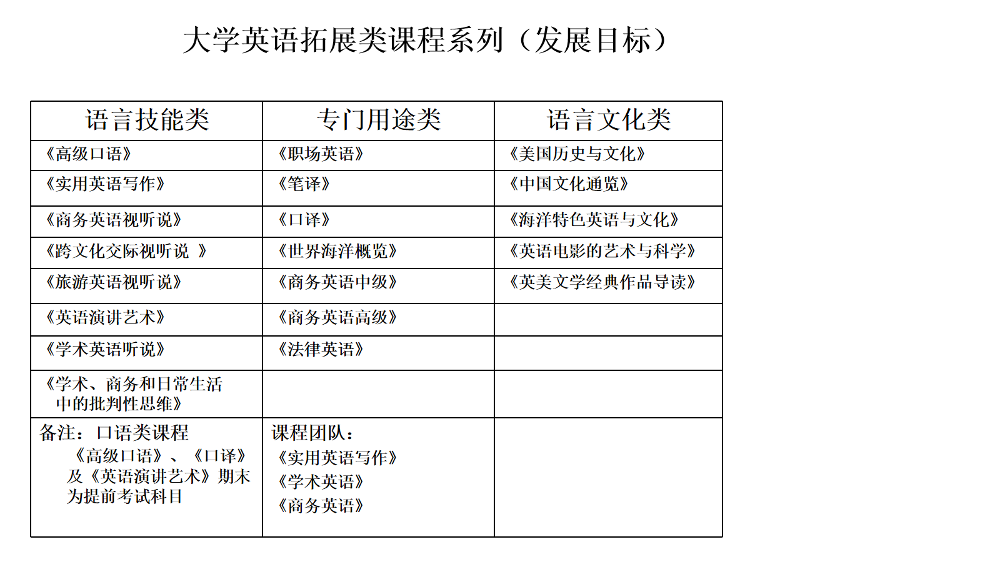 大学英语拓展类课程系列（发展目标）
语言技能类 专门用途类 语言文化类
《高级口语》 《职场英语》 《美国历史与文化》
《实用英语写作》 《笔译》 《中国文化通览》
《商务英语视听说》 《口译》 《海洋特色英语与文化》
《跨文化交际视听说 》 《世界海洋概览》 《英语电影的艺术与科学》
《旅游英语视听说》 《商务英语中级》 《英美文学经典作品导读》
《英语演讲艺术》 《商务英语高级》
《学术英语听说》 《法律英语》
《学术、商务和日常生活
中的批判性思维》
备注：口语类课程
《高级口语》、《口译》
及《英语演讲艺术》期末
为提前考试科目
课程团队：
《实用英语写作》
《学术英语》
《商务英语》